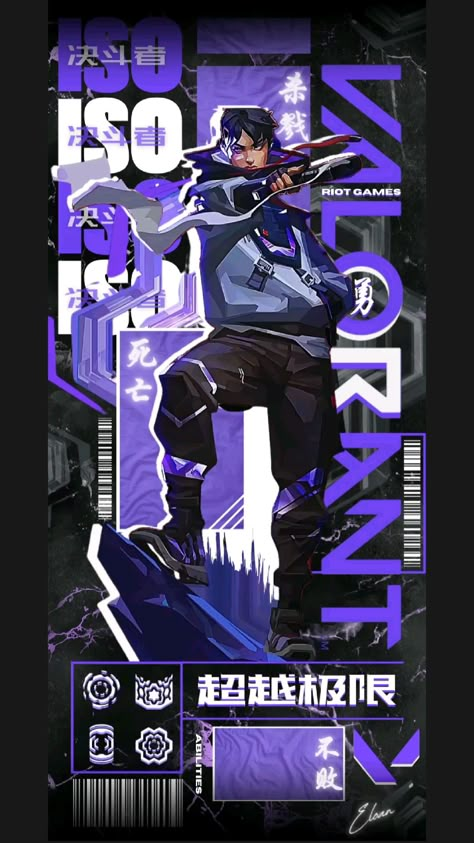 ISO
决斗者
ISO
决斗者
ISO
决斗者
ISO
决斗者
杀戮
RIOT GAMES
VALORANT
勇
死亡
超越极限
ABILITIES
不败